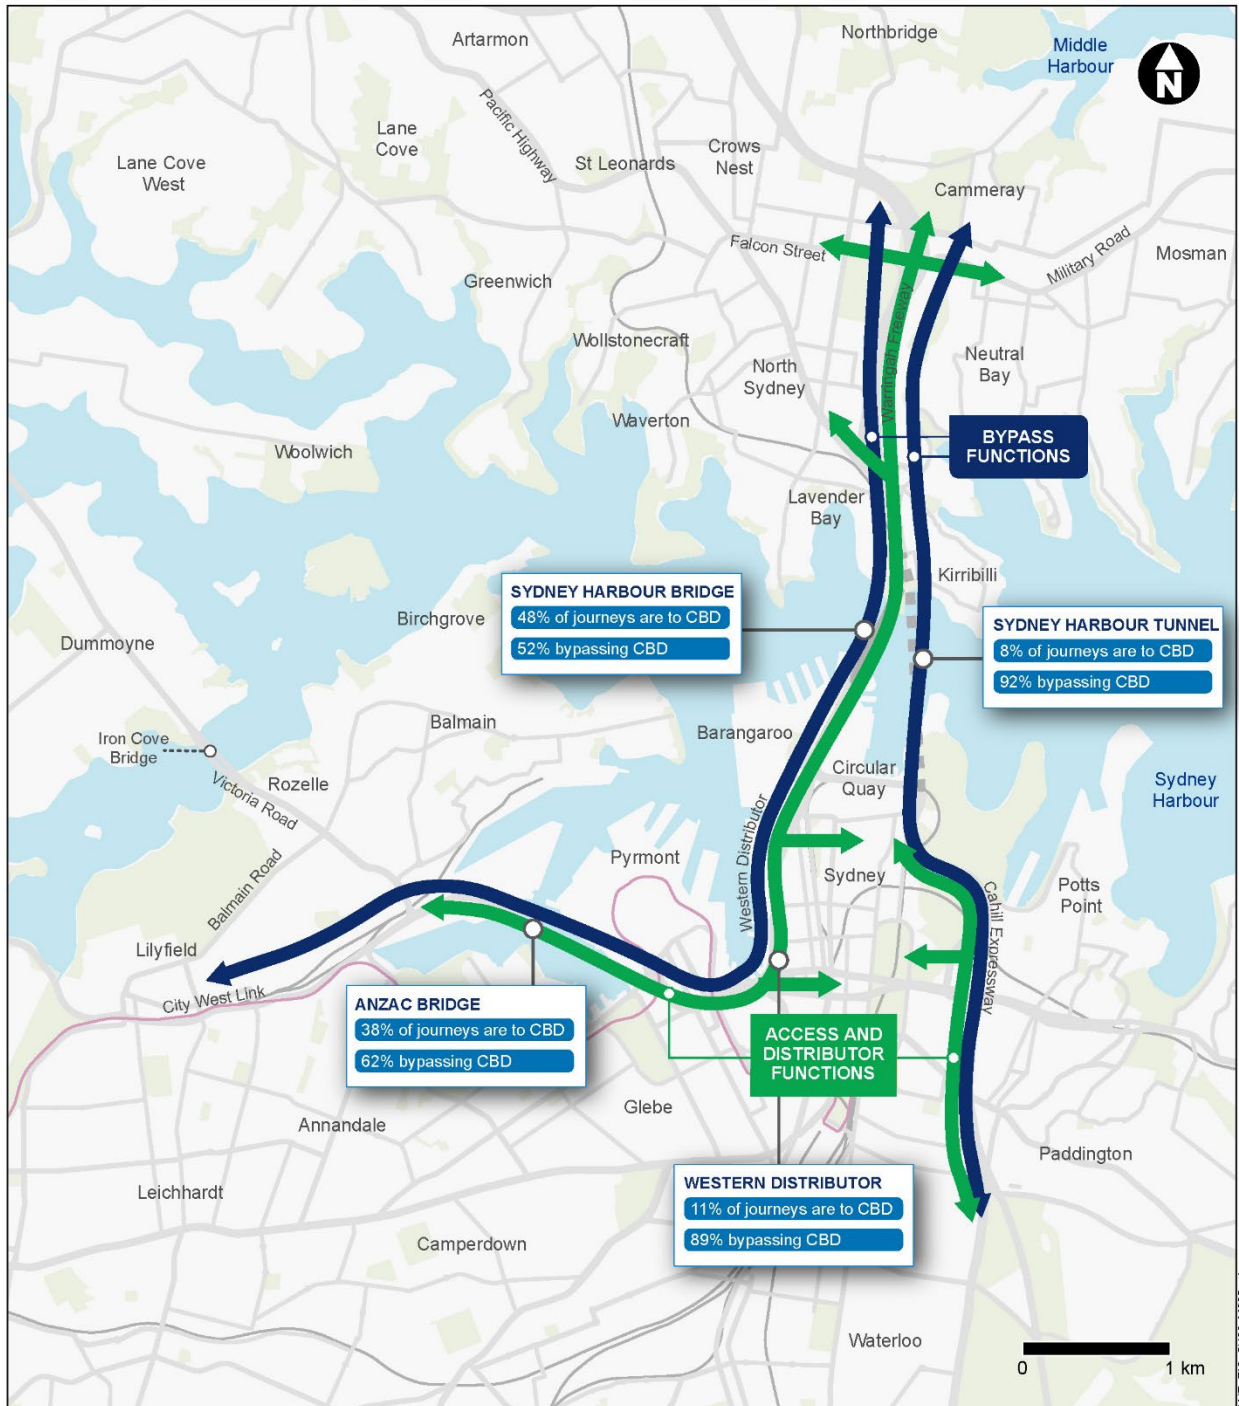 Artarmon
Northbridge
Middle
Harbour
N
Pacific Highway
Lane
Cove
Lane Cove
West
St Leonards
Crows
Nest
Cammeray
Falcon Street
Military Road
Mosman
Greenwich
Warringah Freeway
Wollstonecraft
North
Sydney
Neutral
Bay
Waverton
BYPASS
FUNCTIONS
Woolwich
Lavender
Bay
Kirribilli
SYDNEY HARBOUR BRIDGE
48% of journeys are to CBD
52% bypassing CBD
Birchgrove
SYDNEY HARBOUR TUNNEL
8% of journeys are to CBD
92% bypassing CBD
Dummoyne
Balmain
Barangaroo
Iron Cove
Bridge
Circular
Quay
Sydney
Harbour
Rozelle
Victoria Road
Western Distributor
Pyrmont
Sydney
Balmain Road
Potts
Point
Cahill Expressway
Lilyfield
City West Link
ANZAC BRIDGE
38% of journeys are to CBD
62% bypassing CBD
ACCESS AND
DISTRIBUTOR
FUNCTIONS
Glebe
Annandale
Paddington
WESTERN DISTRIBUTOR
11% of journeys are to CBD
89% bypassing CBD
Leichhardt
Camperdown
Waterloo
0
1 km